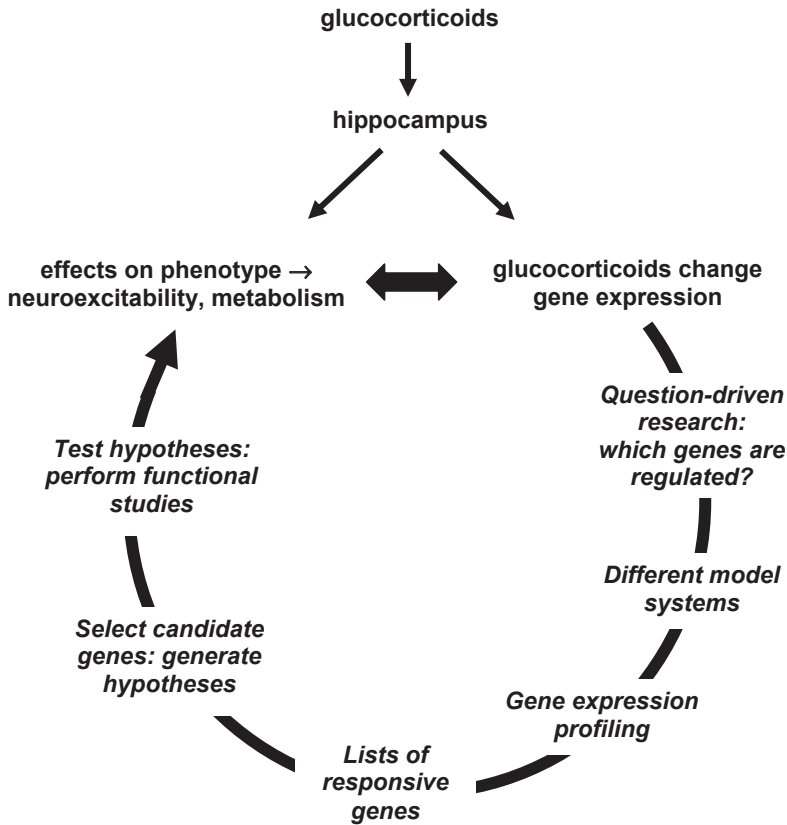 glucocorticoids
hippocampus
effects on phenotype →
neuroexcitability, metabolism
glucocorticoids change
gene expression
Question-driven
research:
which genes are
regulated?
Different model
systems
Gene expression
profiling
Lists of
responsive
genes
Select candidate
genes: generate
hypotheses
Test hypotheses:
perform functional
studies